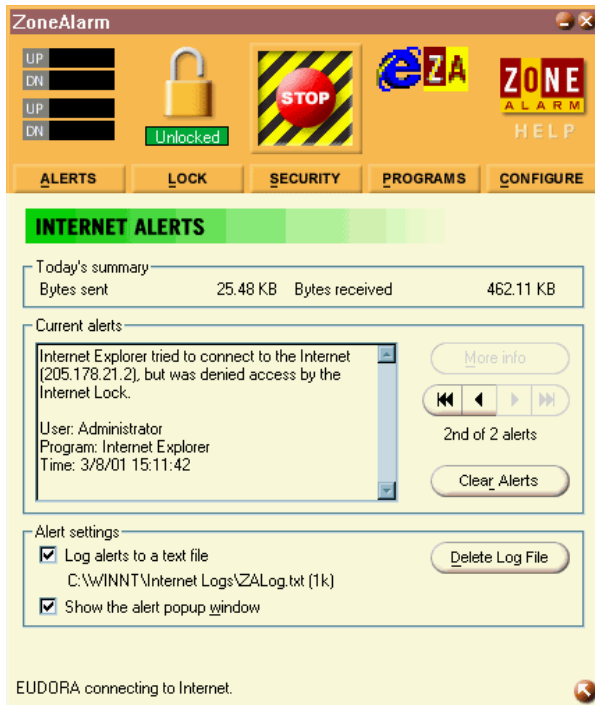 ZoneAlarm
UP
DN
UP
DN
Unlocked
STOP
ZA
ZONE
ALARM
HELP
ALERTS
LOCK
SECURITY
PROGRAMS
CONFIGURE
INTERNET ALERTS
Today's summary
Bytes sent 25.48 KB Bytes received 462.11 KB
Current alerts
Internet Explorer tried to connect to the Internet
(205.178.21.2), but was denied access by the
Internet Lock.
User: Administrator
Program: Internet Explorer
Time: 3/8/01 15:11:42
More info
2nd of 2 alerts
Clear Alerts
Alert settings
Log alerts to a text file
C:\WINNT\Internet Logs\ZALog.txt (1k)
Show the alert popup window
Delete Log File
EUDORA connecting to Internet.